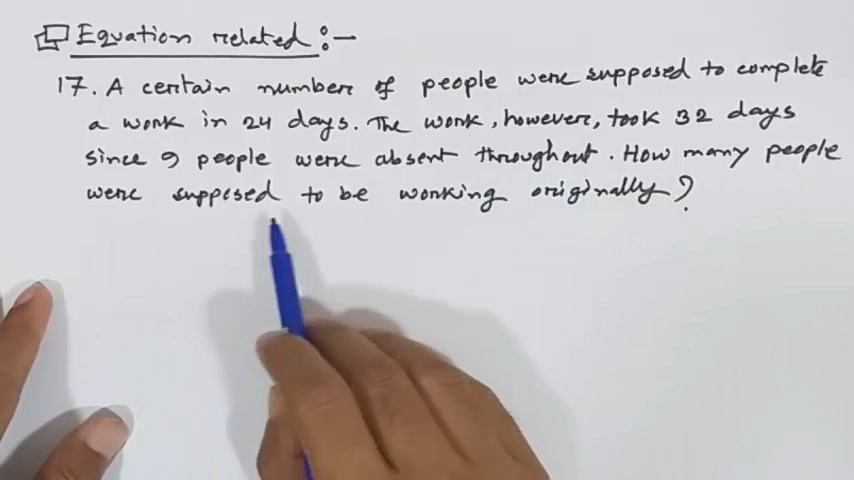 Equation related :-
17. A certain number of people were supposed to complete
a work in 24 days. The work, however, took 32 days
since 9 people were absent throughout. How many people
were supposed to be working originally?